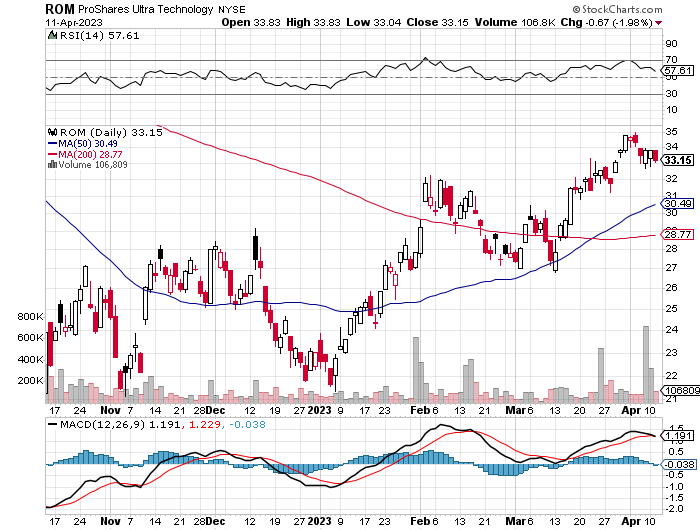 ROM ProShares Ultra Technology NYSE
© StockCharts.com
11-Apr-2023
Open 33.83 High 33.83 Low 33.04 Close 33.15 Volume 106.8K Chg -0.67 (-1.98%)
RSI(14) 57.61
90
70
57.61
50
30
10
ROM (Daily) 33.15
MA(50) 30.49
MA(200) 28.77
Volume 106,809
35
34
33.15
32
31
30.49
30
29
28.77
28
27
26
25
24
23
22
21
800K
600K
400K
200K
106809
17 24 Nov 7 14 21 28 Dec 12 19 27 2023 9 17 23 Feb 6 13 21 27 Mar 6 13 20 27 Apr 10
MACD(12,26,9) 1.191, 1.229, -0.038
1.5
1.191
0.5
-0.038
-0.5
-1.0
-1.5
-2.0
17 24 Nov 7 14 21 28 Dec 12 19 27 2023 9 17 23 Feb 6 13 21 27 Mar 6 13 20 27 Apr 10